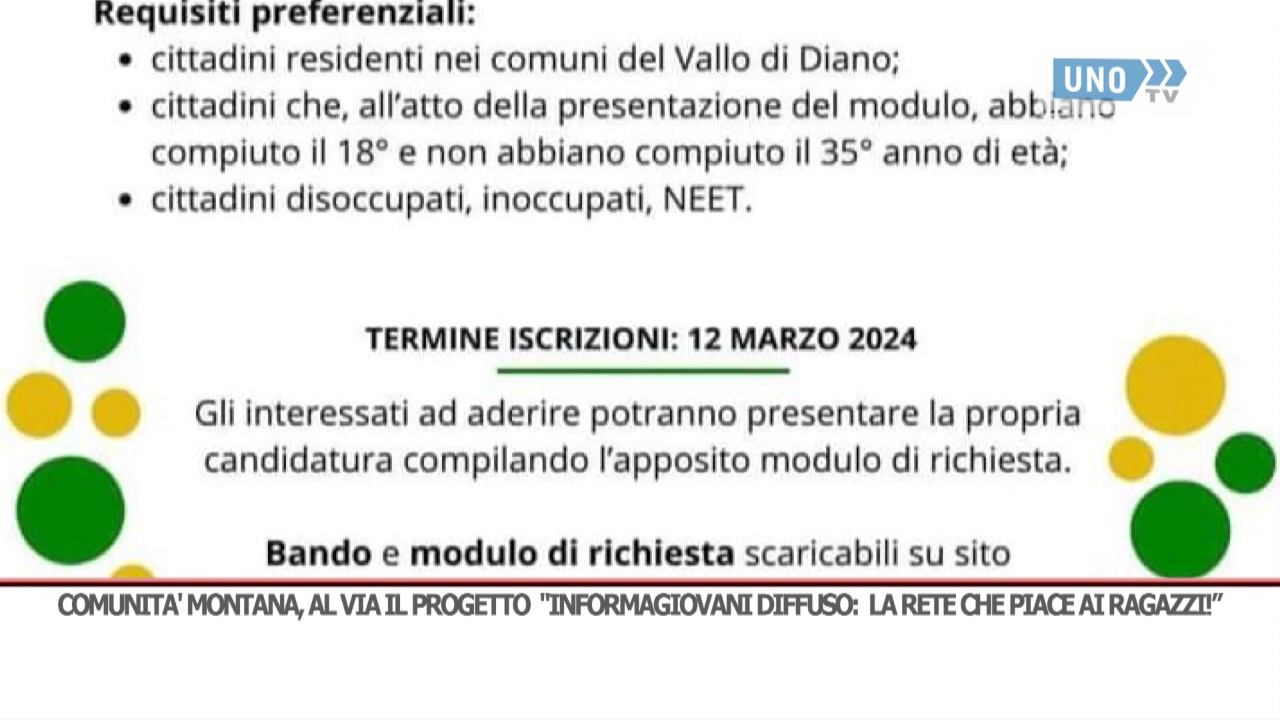 Requisiti preferenziali:
• cittadini residenti nei comuni del Vallo di Diano;
• cittadini che, all'atto della presentazione del modulo, abbiano
compiuto il 18° e non abbiano compiuto il 35° anno di età;
• cittadini disoccupati, inoccupati, NEET.
UNO
TV
TERMINE ISCRIZIONI: 12 MARZO 2024
Gli interessati ad aderire potranno presentare la propria
candidatura compilando l'apposito modulo di richiesta.
Bando e modulo di richiesta scaricabili su sito
COMUNITA' MONTANA, AL VIA IL PROGETTO "INFORMAGIOVANI DIFFUSO: LA RETE CHE PIACE AI RAGAZZI!”